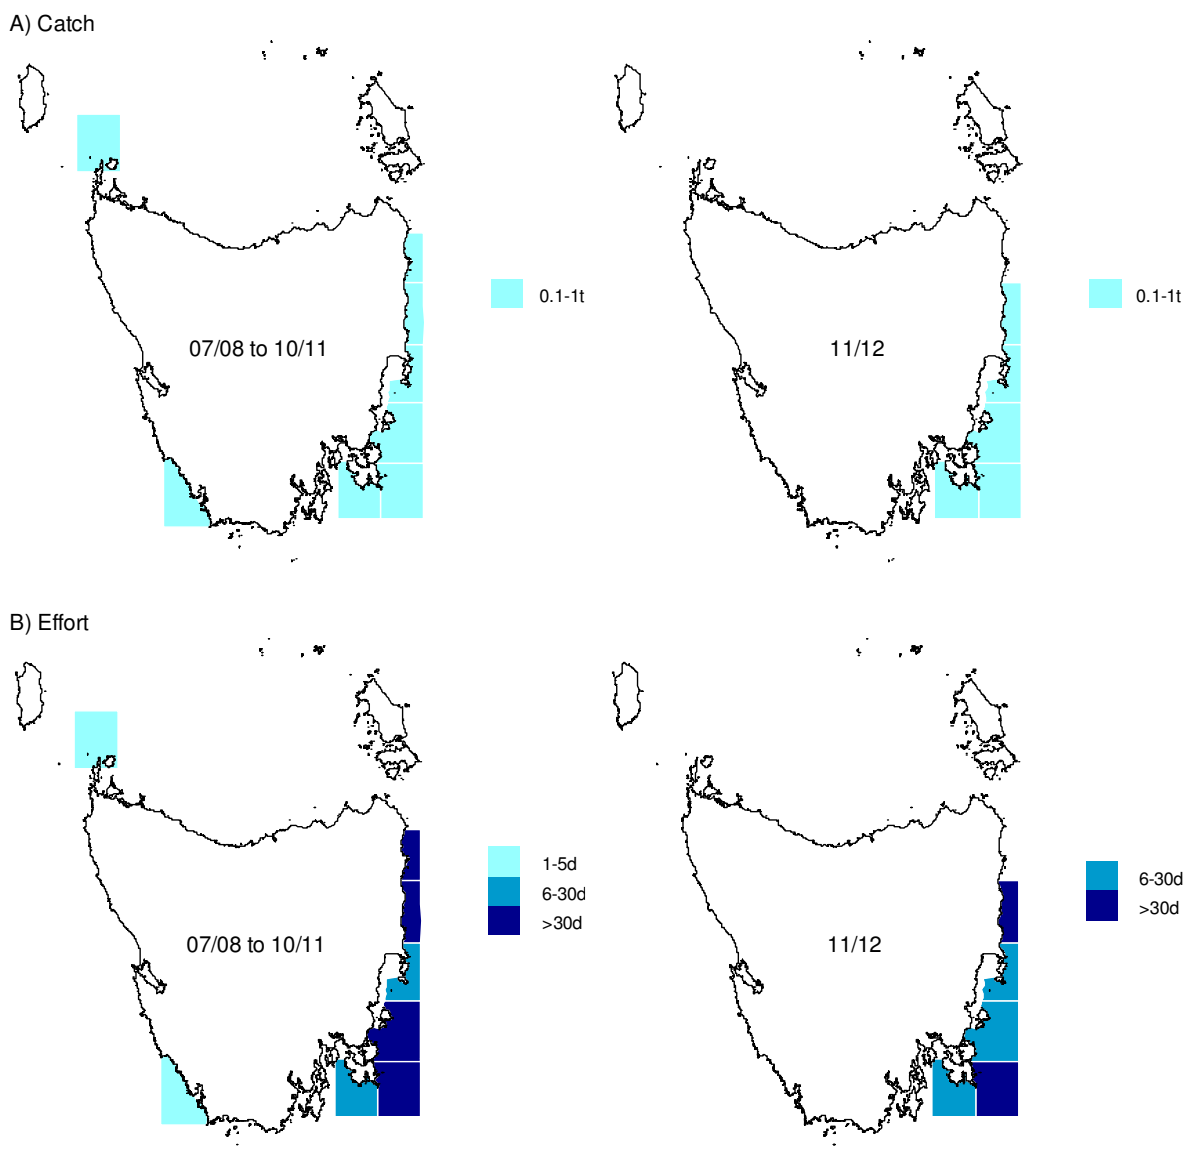 A) Catch
07/08 to 10/11
0.1-1t
11/12
0.1-1t
B) Effort
07/08 to 10/11
1-5d
6-30d
>30d
11/12
6-30d
>30d